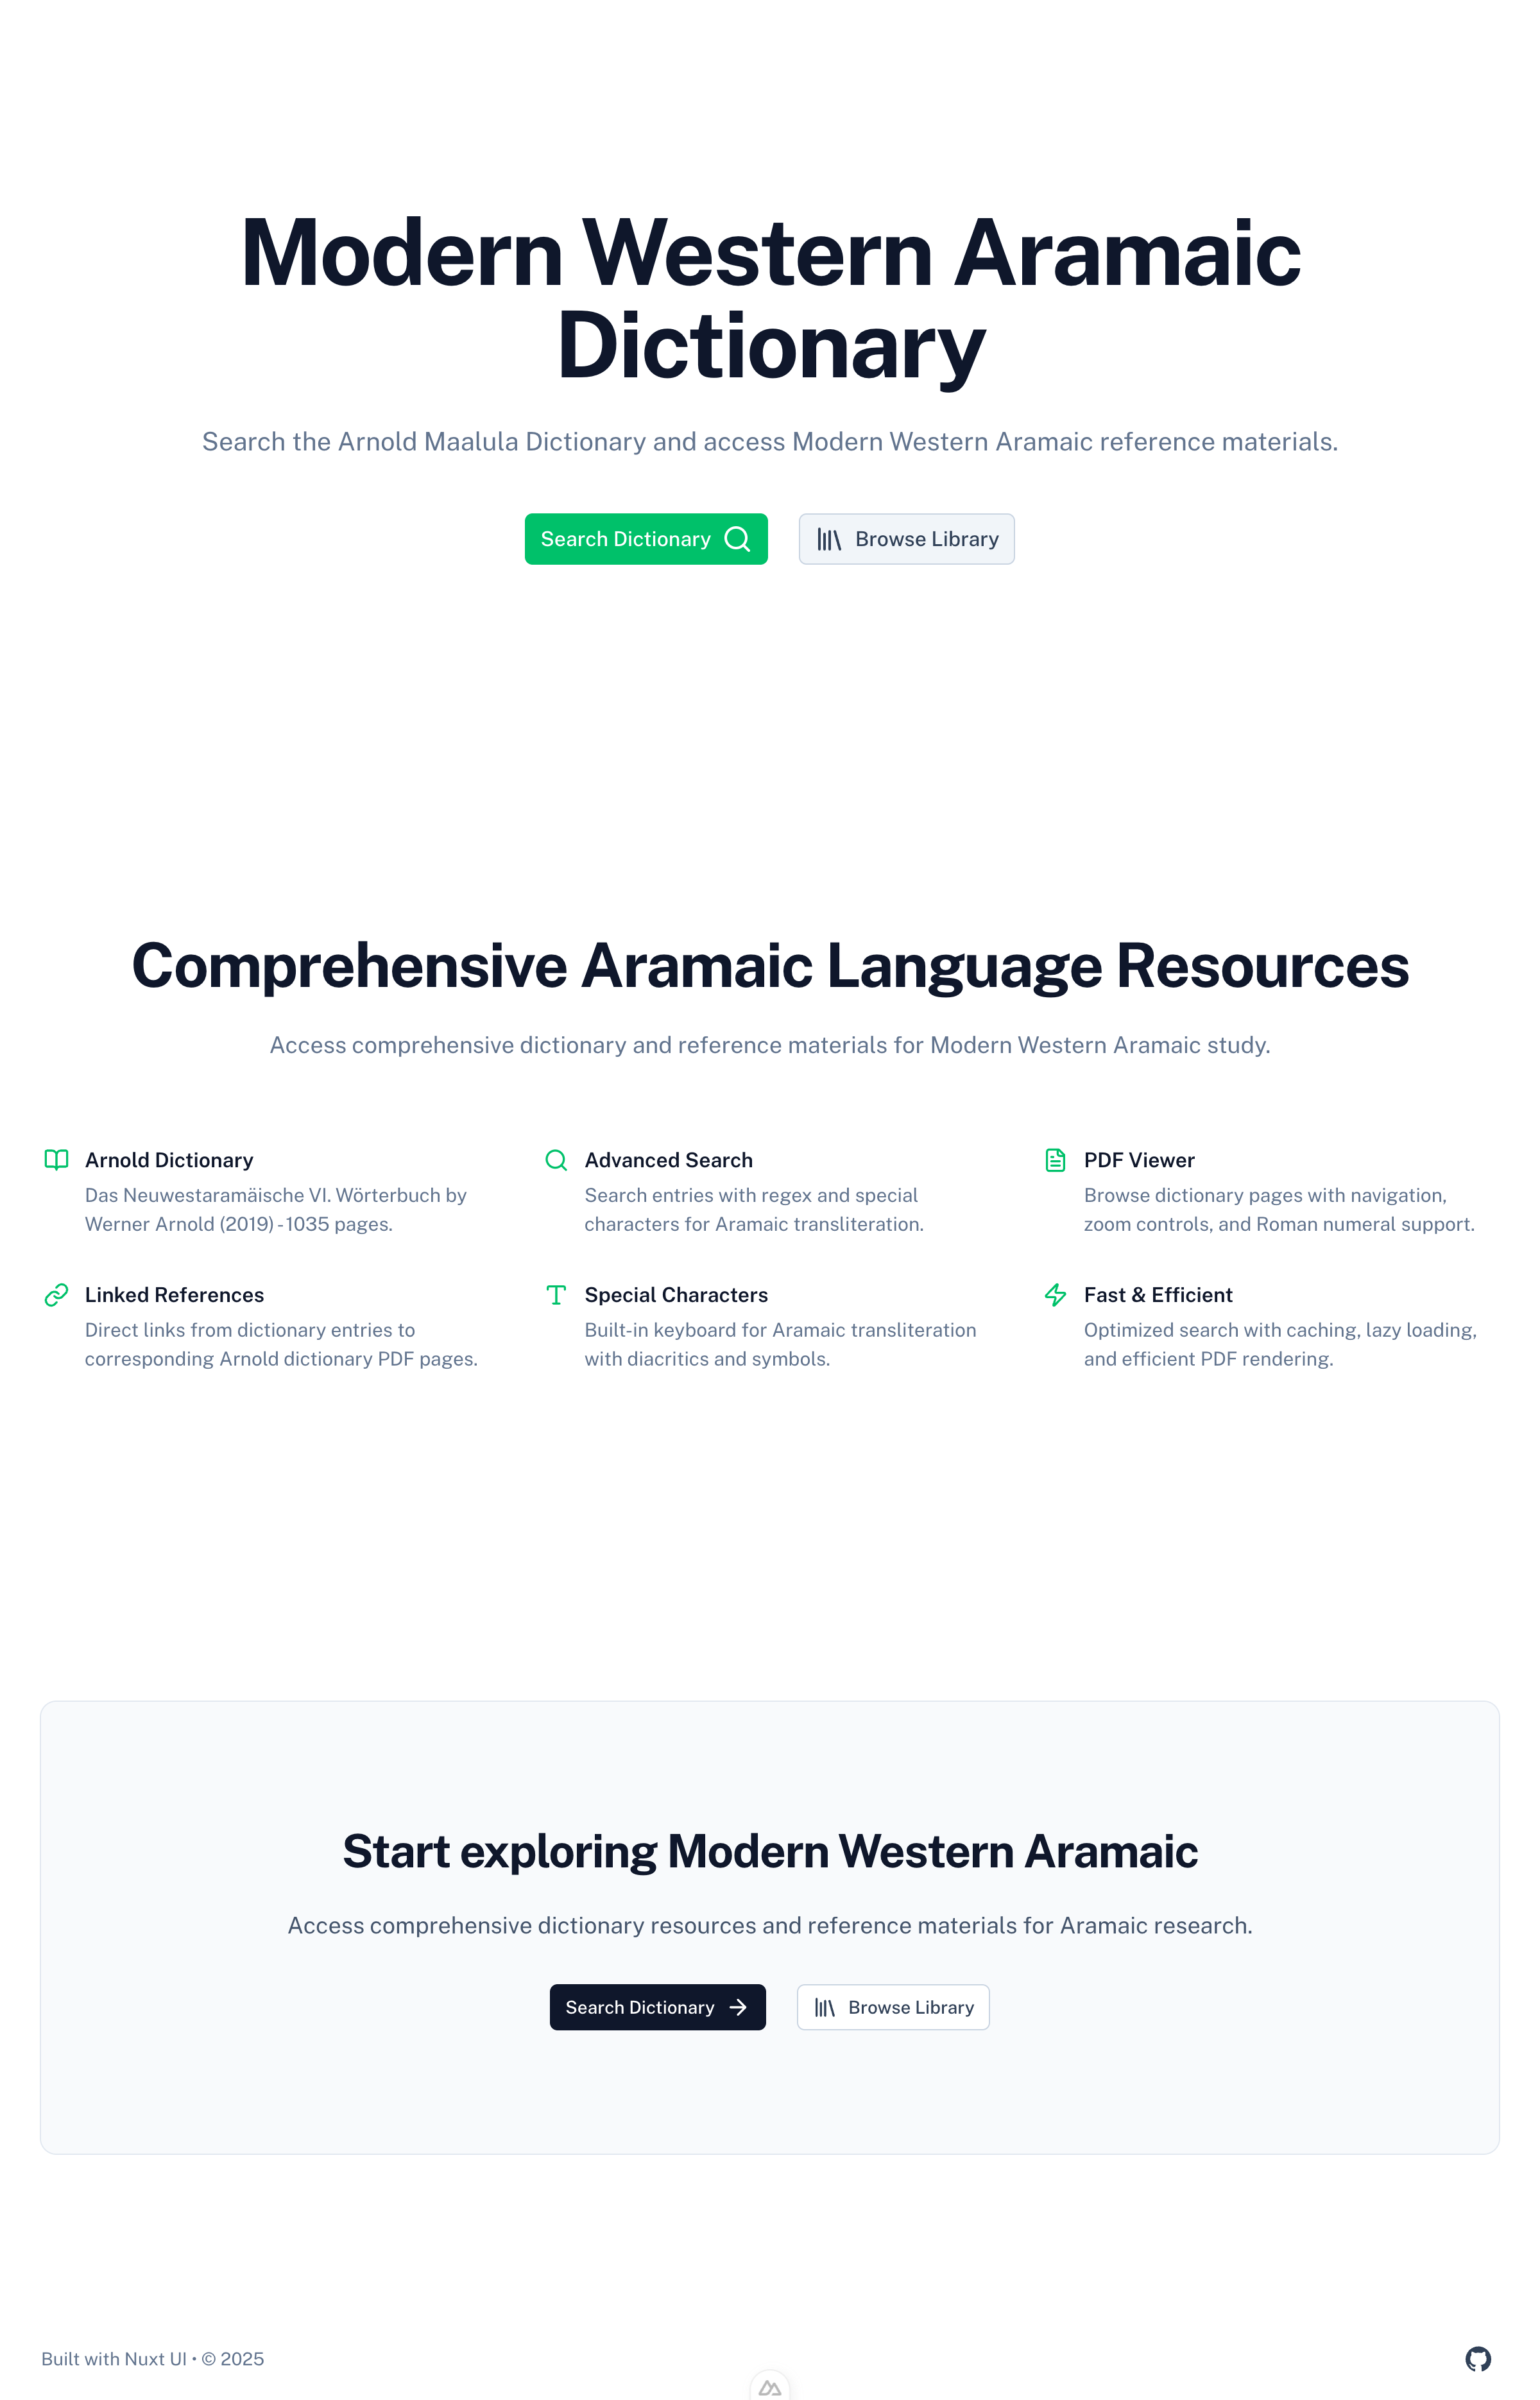 Modern Western Aramaic
Dictionary
Search the Arnold Maalula Dictionary and access Modern Western Aramaic reference materials.
Search Dictionary
Browse Library
Comprehensive Aramaic Language Resources
Access comprehensive dictionary and reference materials for Modern Western Aramaic study.
Arnold Dictionary
Das Neuwestaramäische VI. Wörterbuch by
Werner Arnold (2019) - 1035 pages.
Advanced Search
Search entries with regex and special
characters for Aramaic transliteration.
PDF Viewer
Browse dictionary pages with navigation,
zoom controls, and Roman numeral support.
Linked References
Direct links from dictionary entries to
corresponding Arnold dictionary PDF pages.
Special Characters
Built-in keyboard for Aramaic transliteration
with diacritics and symbols.
Fast & Efficient
Optimized search with caching, lazy loading,
and efficient PDF rendering.
Start exploring Modern Western Aramaic
Access comprehensive dictionary resources and reference materials for Aramaic research.
Search Dictionary
Browse Library
Built with Nuxt UI • © 2025